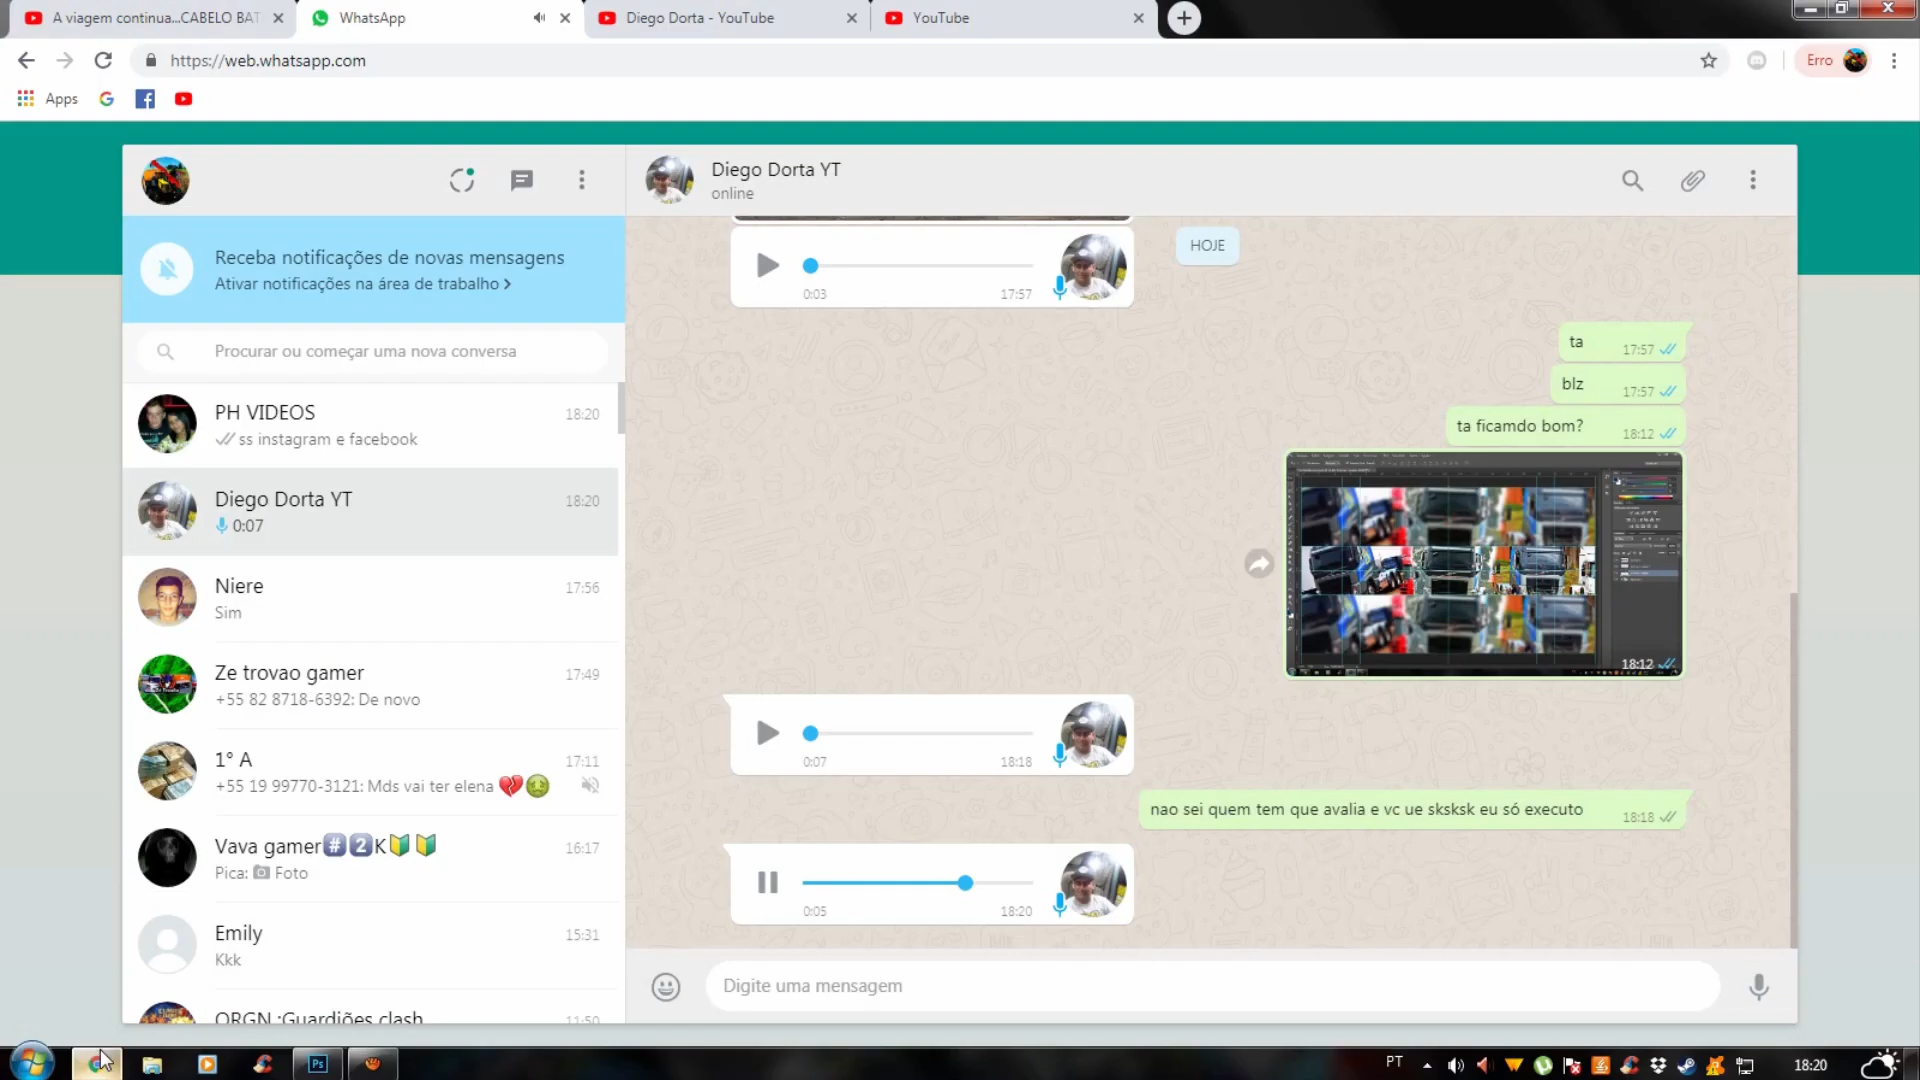 A viagem continua...CABELO BAT
WhatsApp
Diego Dorta - YouTube
YouTube
https://web.whatsapp.com
Erro
Apps
Diego Dorta YT
online
Receba notificações de novas mensagens
Ativar notificações na área de trabalho >
Procurar ou começar uma nova conversa
PH VIDEOS
18:20
ss instagram e facebook
Diego Dorta YT
18:20
0:07
Niere
17:56
Sim
Ze trovao gamer
17:49
+55 82 8718-6392: De novo
1° A
17:11
+55 19 99770-3121: Mds vai ter elena 💔🤢
Vava gamer#️⃣2️⃣K🔰🔰
16:17
Pica: Foto
Emily
15:31
Kkk
ORGN :Guardiões clash
11:50
HOJE
0:03
17:57
ta
17:57
blz
17:57
ta ficamdo bom?
18:12
18:12
0:07
18:18
nao sei quem tem que avalia e vc ue sksksk eu só executo
18:18
0:05
18:20
Digite uma mensagem
Ps
PT
18:20